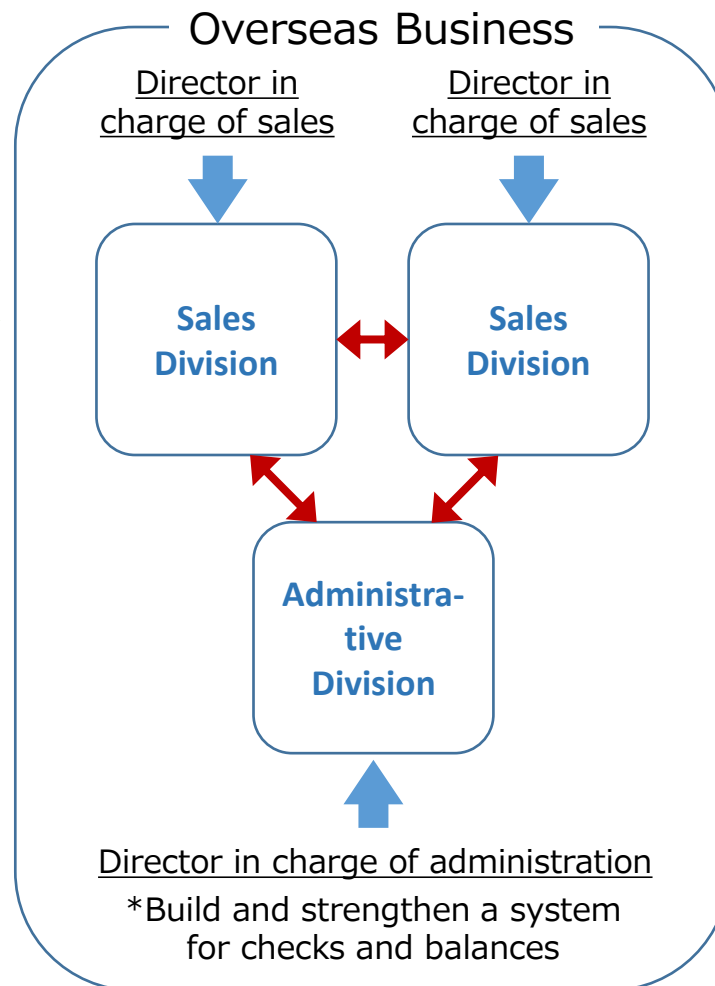 Overseas Business
Director in
charge of sales
Director in
charge of sales
Sales
Division
Sales
Division
Administra-
tive
Division
Director in charge of administration
*Build and strengthen a system
for checks and balances